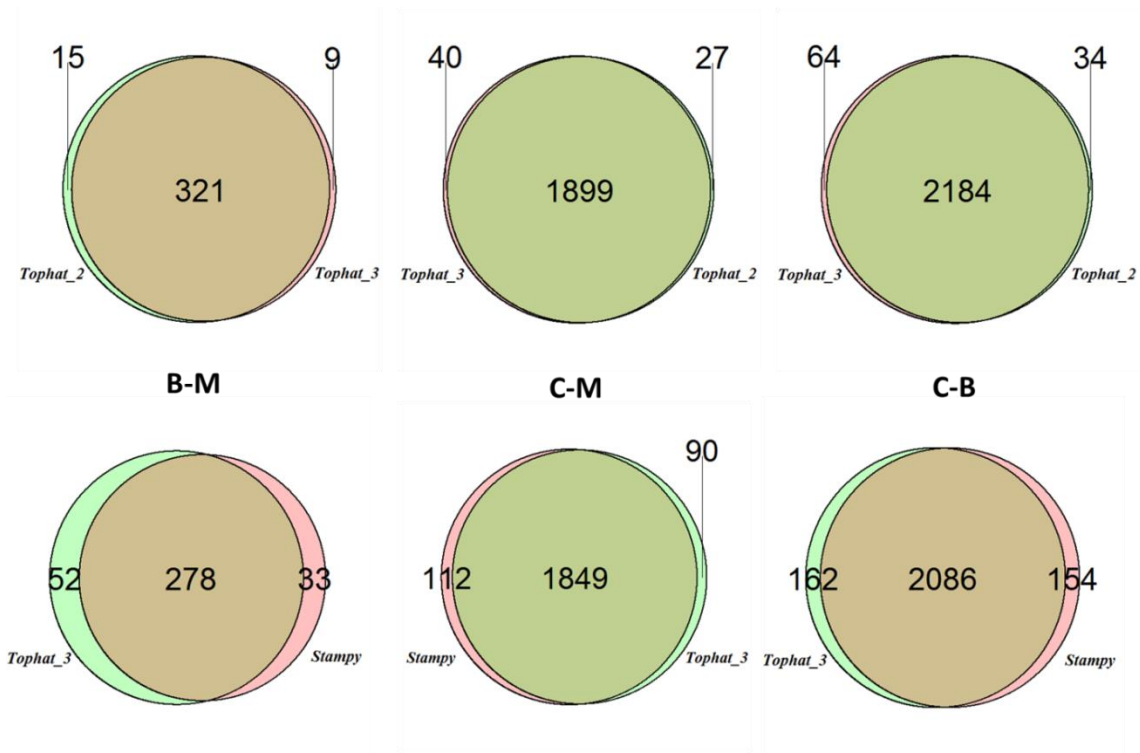 15 9 40 27 64 34
321 1899 2184
Tophat_2 Tophat_3 Tophat_3 Tophat_2 Tophat_3 Tophat_2
B-M C-M C-B
90
52 278 33 112 1849 162 2086 154
Tophat_3 Stampy Stampy Tophat_3 Tophat_3 Stampy